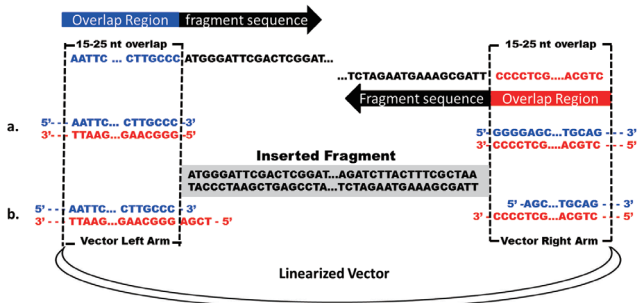 Overlap Region fragment sequence
15-25 nt overlap 15-25 nt overlap
AATTC ... CTTGCCC ATGGGATTCGACTCGGAT...
...TCTAGAATGAAAGCGATT CCCCTCG....ACGTC
Fragment sequence Overlap Region
a.
5'- - - AATTC... CTTGCCC -3'
3'- - - TTAAG...GAACGGG -5'
5'- GGGGAGC...TGCAG - - - 3'
3'- CCCCTCG...ACGTC - - - 5'
Inserted Fragment
ATGGGATTCGACTCGGAT...AGATCTTACTTTCGCTAA
TACCCTAAGCTGAGCCTA...TCTAGAATGAAAGCGATT
b.
5'- - - AATTC... CTTGCCC - 3'
3'- - - TTAAG...GAACGGG AGCT - 5'
5' -AGC...TGCAG - - 3'
3' - CCCCTCG...ACGTC - - - 5'
Vector Left Arm Vector Right Arm
Linearized Vector